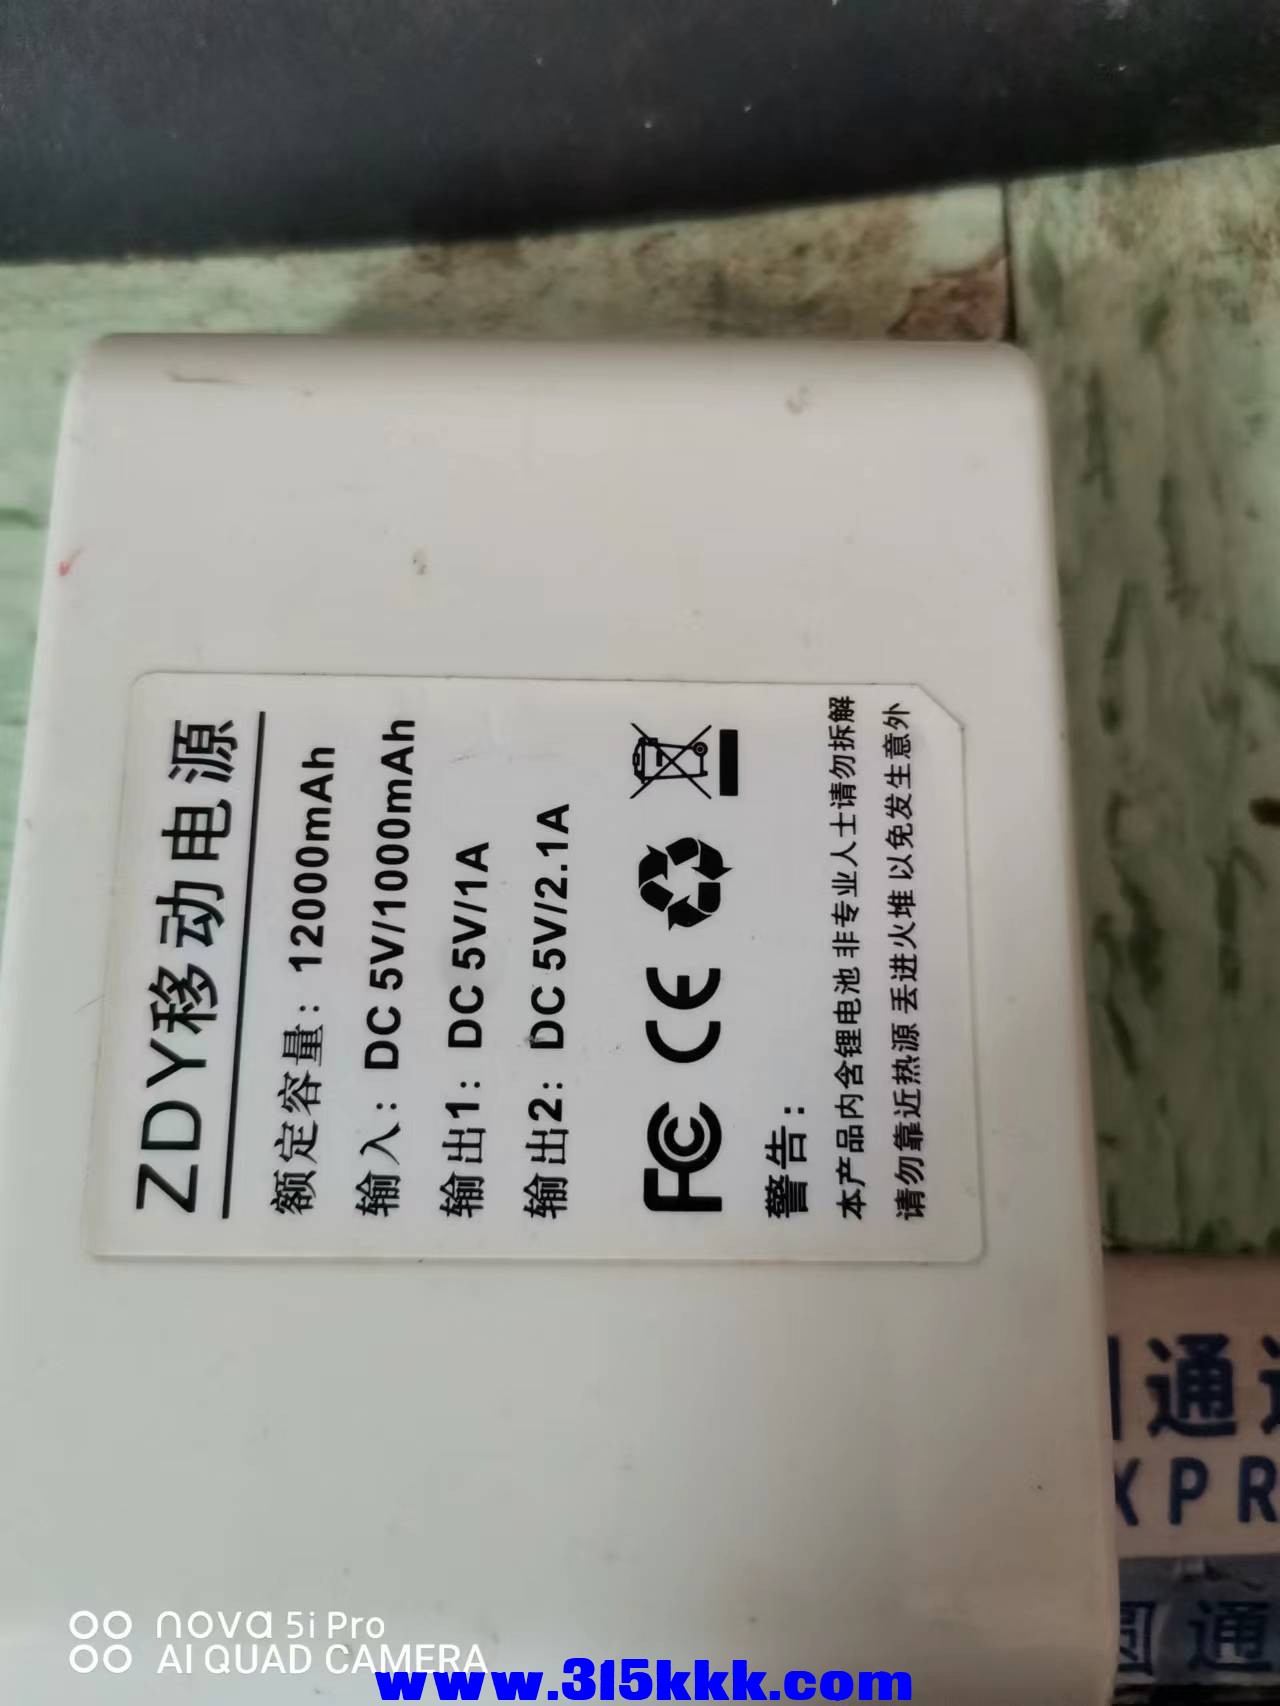 ZDY移动电源
额定容量：12000mAh
输入：DC 5V/1000mAh
输出1：DC 5V/1A
输出2：DC 5V/2.1A
FC CE
警告：
本产品内含锂电池 非专业人士请勿拆解
请勿靠近热源 丢进火堆 以免发生意外
通
XPR
圆通
nova 5i Pro
AI QUAD CAMERA
www.315kkk.com